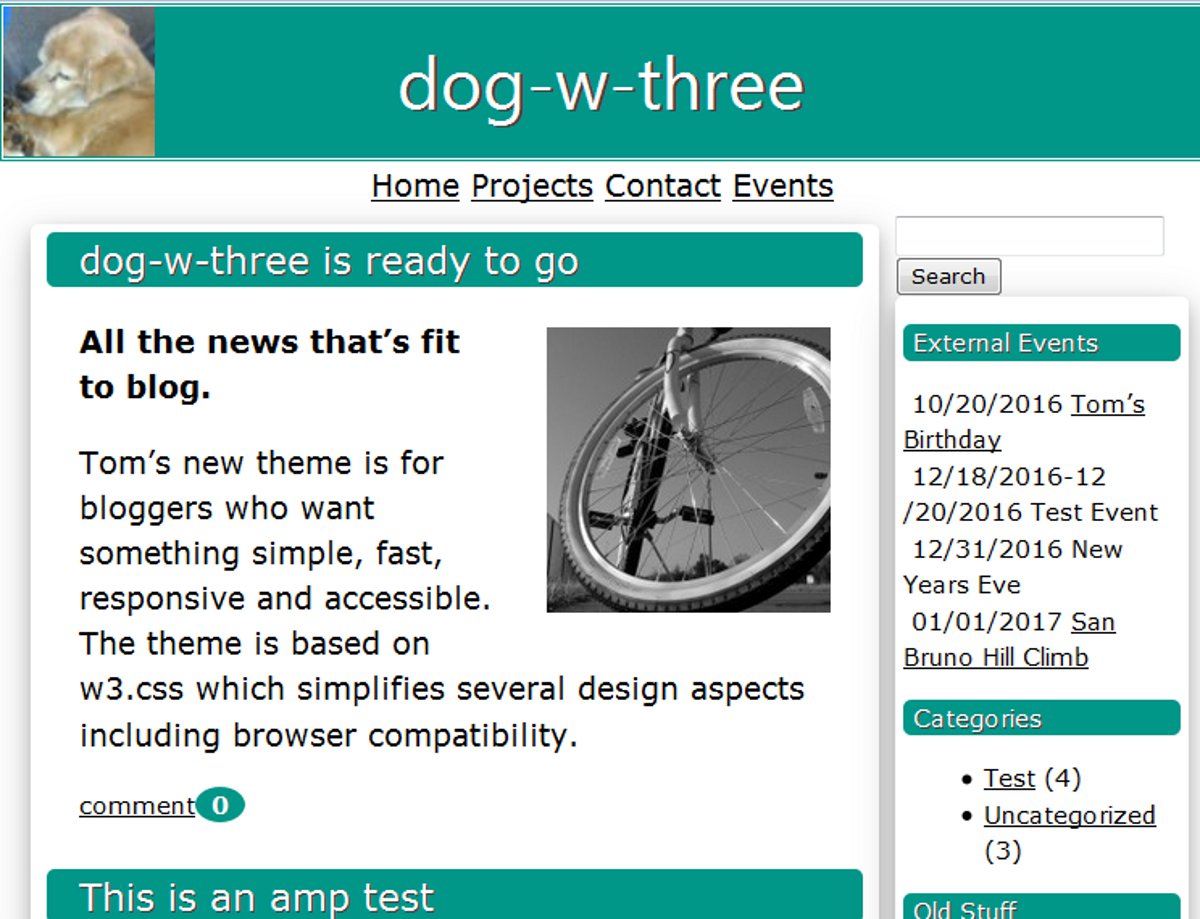 dog-w-three
Home Projects Contact Events
dog-w-three is ready to go
All the news that’s fit
to blog.
Tom’s new theme is for
bloggers who want
something simple, fast,
responsive and accessible.
The theme is based on
w3.css which simplifies several design aspects
including browser compatibility.
comment 0
This is an amp test
Search
External Events
10/20/2016 Tom’s
Birthday
12/18/2016-12
/20/2016 Test Event
12/31/2016 New
Years Eve
01/01/2017 San
Bruno Hill Climb
Categories
• Test (4)
• Uncategorized
(3)
Old Stuff